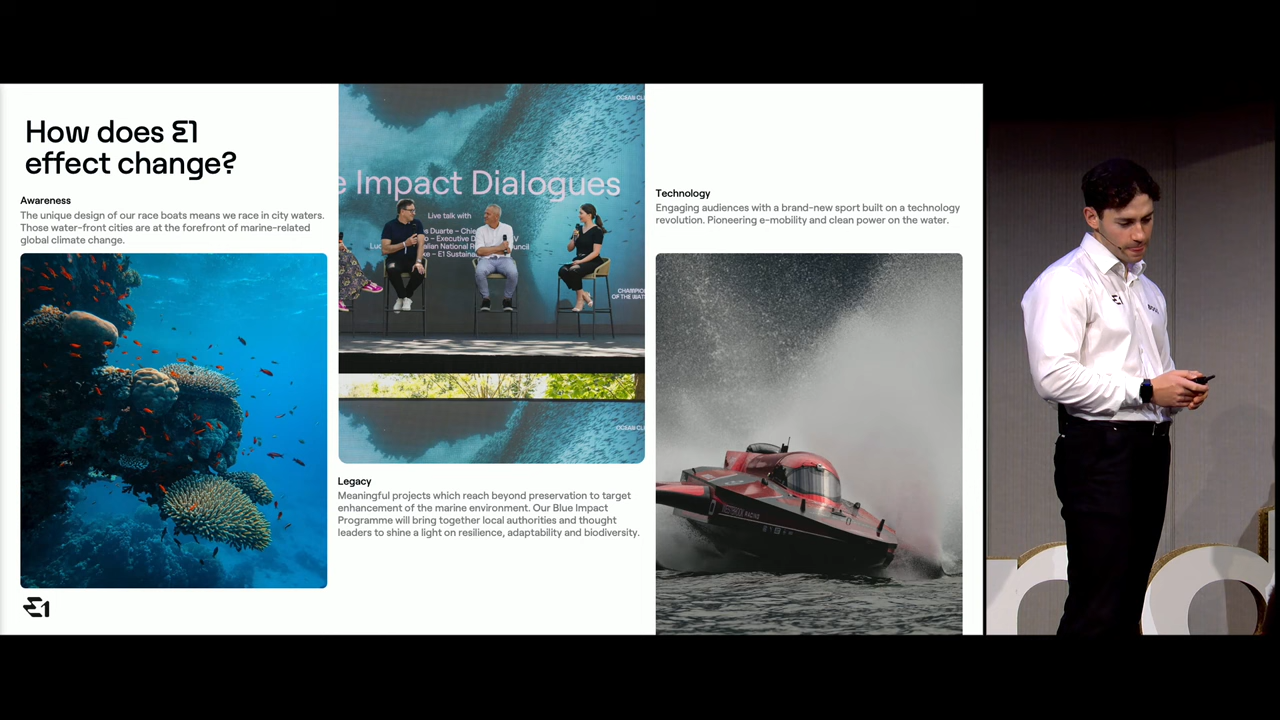 How does E1
effect change?
Awareness
The unique design of our race boats means we race in city waters.
Those water-front cities are at the forefront of marine-related
global climate change.
E1
e Impact Dialogues
Live talk with
Legacy
Meaningful projects which reach beyond preservation to target
enhancement of the marine environment. Our Blue Impact
Programme will bring together local authorities and thought
leaders to shine a light on resilience, adaptability and biodiversity.
Technology
Engaging audiences with a brand-new sport built on a technology
revolution. Pioneering e-mobility and clean power on the water.
E1